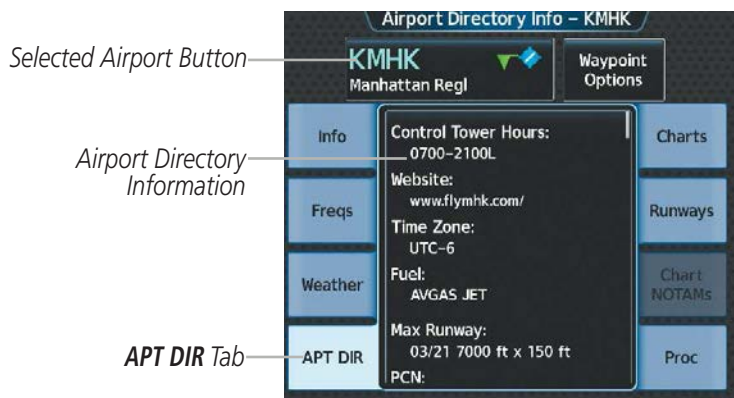 Airport Directory Info – KMHK
Selected Airport Button
KMHK
Manhattan Regl
Waypoint
Options
Info
Freqs
Weather
APT DIR
Airport Directory
Information
APT DIR Tab
Control Tower Hours:
0700–2100L
Website:
www.flymhk.com/
Time Zone:
UTC–6
Fuel:
AVGAS JET
Max Runway:
03/21 7000 ft x 150 ft
PCN:
Charts
Runways
Chart
NOTAMs
Proc